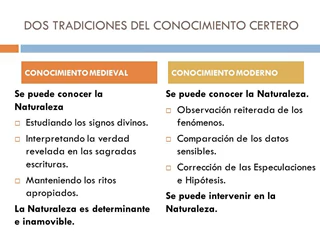 DOS TRADICIONES DEL CONOCIMIENTO CERTERO
CONOCIMIENTO MEDIEVAL
Se puede conocer la
Naturaleza
Estudiando los signos divinos.
Interpretando la verdad
revelada en las sagradas
escrituras.
Manteniendo los ritos
apropiados.
La Naturaleza es determinante
e inamovible.
CONOCIMIENTO MODERNO
Se puede conocer la Naturaleza.
Observación reiterada de los
fenómenos.
Comparación de los datos
sensibles.
Corrección de las Especulaciones
e Hipótesis.
Se puede intervenir en la
Naturaleza.